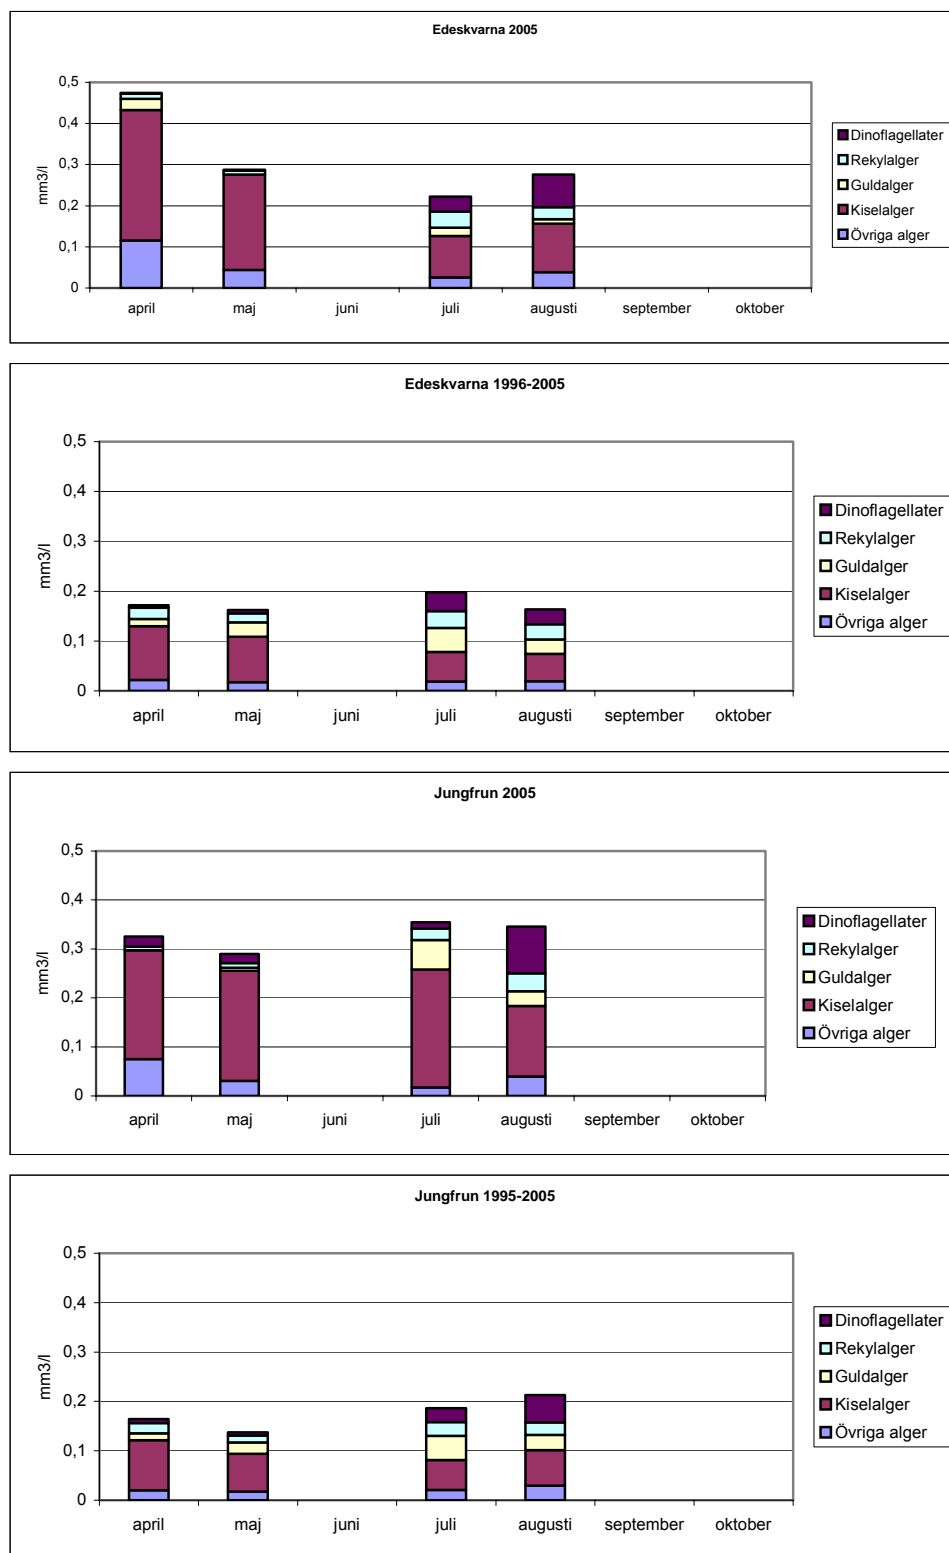 Edeskvarna 2005
0,5
0,4
0,3
0,2
0,1
0
mm3/l
april maj juni juli augusti september oktober
Dinoflagellater
Rekylalger
Guldalger
Kiselalger
Övriga alger
Edeskvarna 1996-2005
0,5
0,4
0,3
0,2
0,1
0
mm3/l
april maj juni juli augusti september oktober
Dinoflagellater
Rekylalger
Guldalger
Kiselalger
Övriga alger
Jungfrun 2005
0,5
0,4
0,3
0,2
0,1
0
mm3/l
april maj juni juli augusti september oktober
Dinoflagellater
Rekylalger
Guldalger
Kiselalger
Övriga alger
Jungfrun 1995-2005
0,5
0,4
0,3
0,2
0,1
0
mm3/l
april maj juni juli augusti september oktober
Dinoflagellater
Rekylalger
Guldalger
Kiselalger
Övriga alger